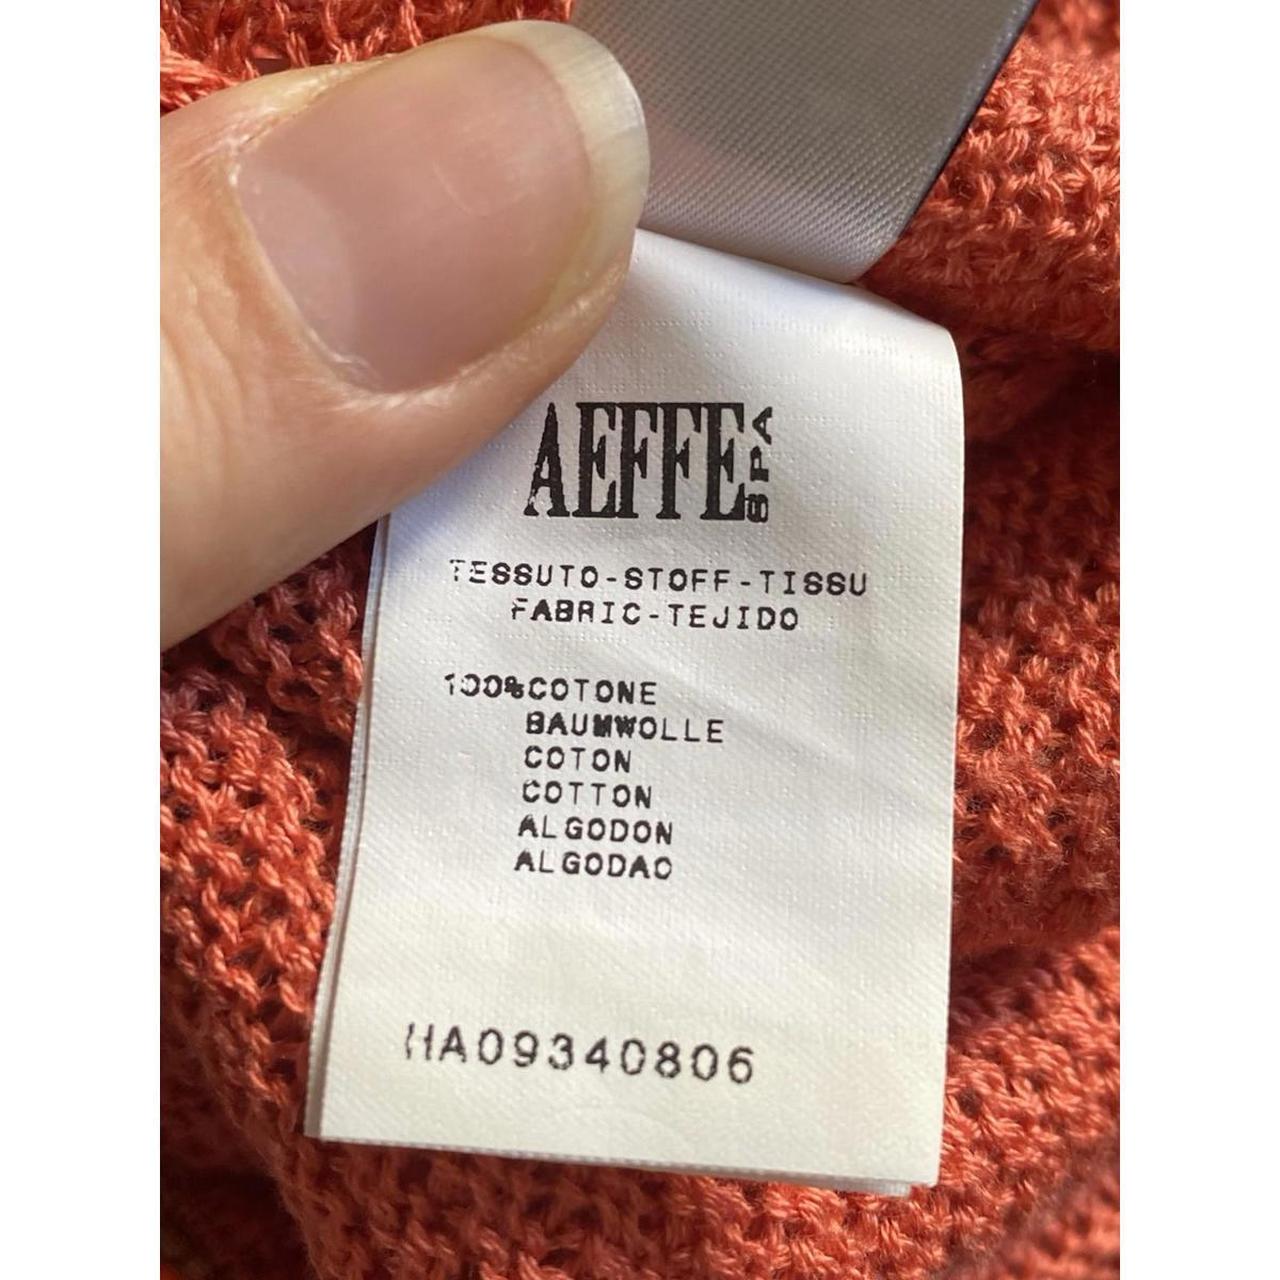 AEFFE SPA
TESSUTO-STOFF-TISSU
FABRIC-TEJIDO
100%COTONE
BAUMWOLLE
COTON
COTTON
ALGODON
ALGODAO
HA09340806